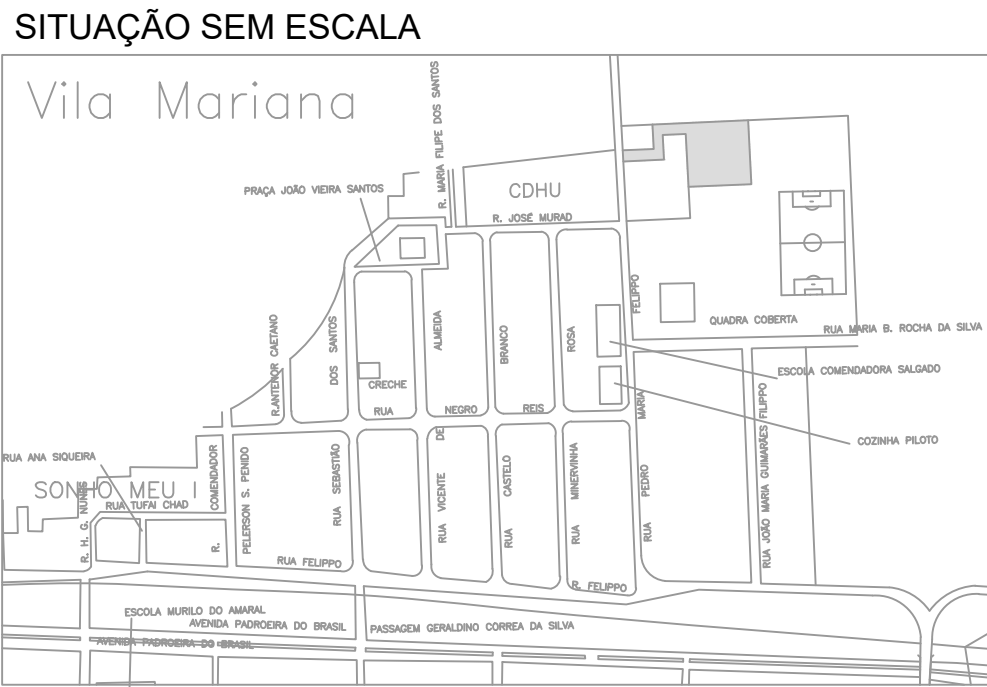 SITUAÇÃO SEM ESCALA
Vila Mariana
R. MARIA FILIPE DOS SANTOS
PRAÇA JOÃO VIEIRA SANTOS
CDHU
R. JOSÉ MURAD
FELIPPO
QUADRA COBERTA
RUA MARIA B. ROCHA DA SILVA
R.ANTENOR CAETANO
DOS SANTOS
ALMEIDA
BRANCO
ROSA
ESCOLA COMENDADORA SALGADO
CRECHE
RUA NEGRO REIS
MARIA
RUA JOÃO MARIA GUIMARÃES FILIPPO
COZINHA PILOTO
DE
RUA ANA SIQUEIRA
SONHO MEU I
RUA TUFAI CHAD
R. H. G. NUNES
R. COMENDADOR
PELERSON S. PENIDO
RUA SEBASTIÃO
RUA VICENTE
RUA CASTELO
RUA MINERVINHA
RUA PEDRO
RUA FELIPPO
R. FELIPPO
ESCOLA MURILO DO AMARAL
AVENIDA PADROEIRA DO BRASIL
PASSAGEM GERALDINO CORREA DA SILVA
AVENIDA PADROEIRA DO BRASIL